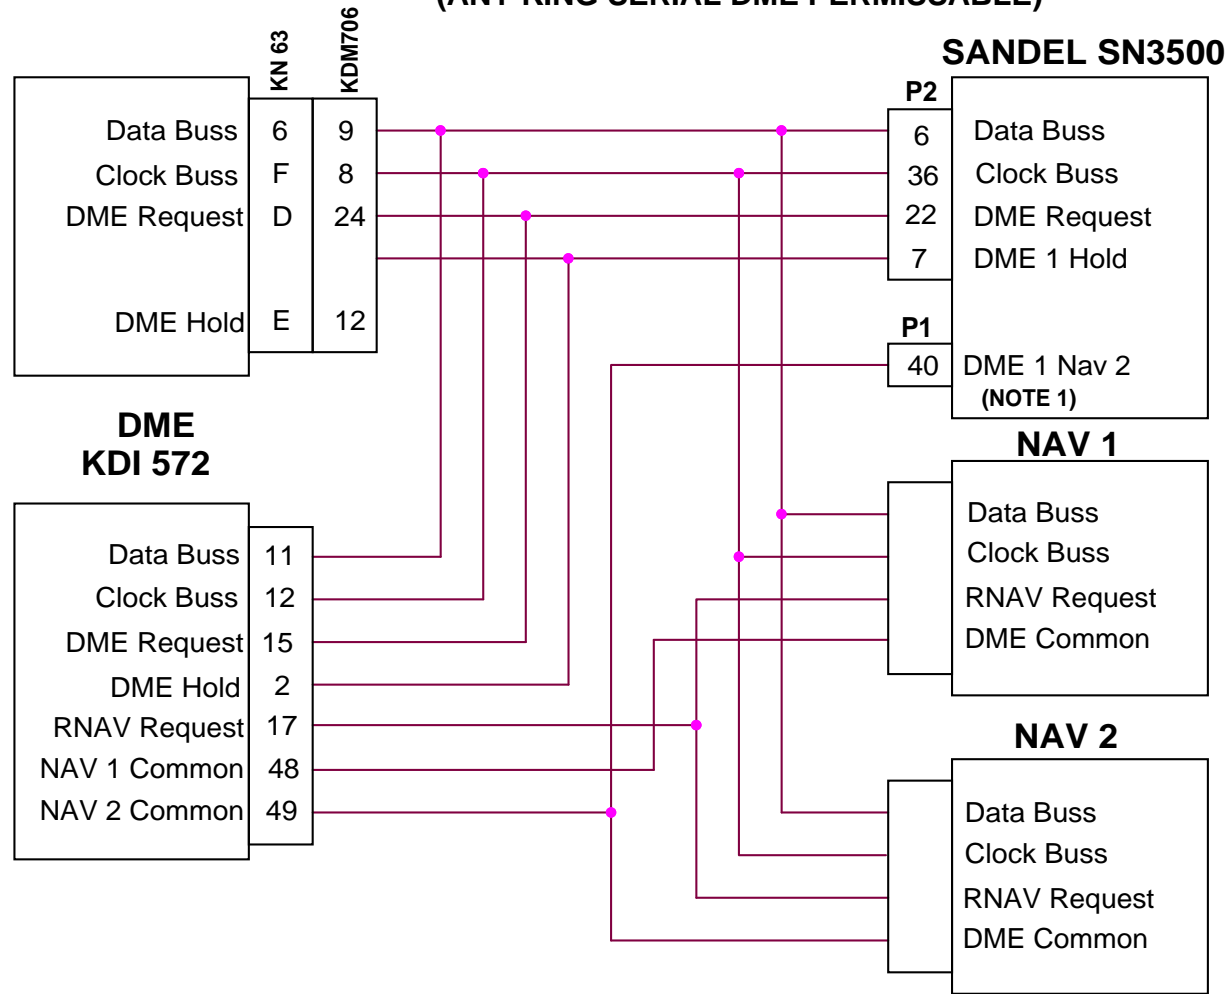 (ANY KING SERIAL DME PERMISSABLE)
KN 63
KDM706
Data Buss 6 9
Clock Buss F 8
DME Request D 24
DME Hold E 12
SANDEL SN3500
P2
6 Data Buss
36 Clock Buss
22 DME Request
7 DME 1 Hold
P1
40 DME 1 Nav 2
(NOTE 1)
DME
KDI 572
Data Buss 11
Clock Buss 12
DME Request 15
DME Hold 2
RNAV Request 17
NAV 1 Common 48
NAV 2 Common 49
NAV 1
Data Buss
Clock Buss
RNAV Request
DME Common
NAV 2
Data Buss
Clock Buss
RNAV Request
DME Common